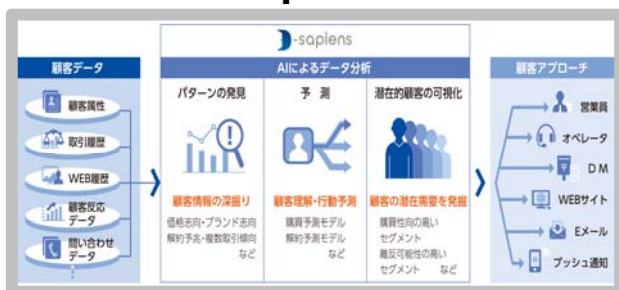 D-sapiens
顧客データ
顧客属性
取引履歴
WEB履歴
顧客反応
データ
問い合わせ
データ
AIによるデータ分析
パターンの発見
顧客情報の深掘り
価格志向・ブランド志向
解約予兆・複数取引傾向
など
予 測
顧客理解・行動予測
購買予測モデル
解約予測モデル
など
潜在的顧客の可視化
顧客の潜在需要を発掘
購買性向の高い
セグメント
離反可能性の高い
セグメント など
顧客アプローチ
営業員
オペレータ
DM
WEBサイト
Eメール
プッシュ通知